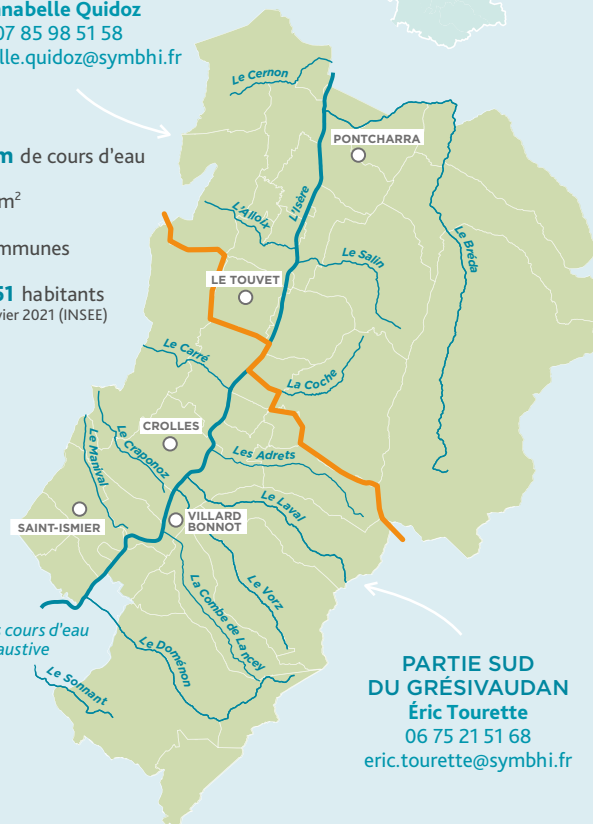 nnabelle Quidoz
07 85 98 51 58
lle.quidoz@symbhi.fr
m de cours d'eau
m²
mmunes
51 habitants
vier 2021 (INSEE)
Le Cernon
PONTCHARRA
L'Isère
L'Alloix
Le Salin
Le Bréda
LE TOUVET
Le Carré
La Coche
CROLLES
Le Craponoz
Le Manival
Les Adrets
Le Laval
SAINT-ISMIER
VILLARD
BONNOT
Le Vorz
La Combe de Lancey
s cours d'eau
austive
Le Doménon
Le Sonnant
PARTIE SUD
DU GRÉSIVAUDAN
Éric Tourette
06 75 21 51 68
eric.tourette@symbhi.fr